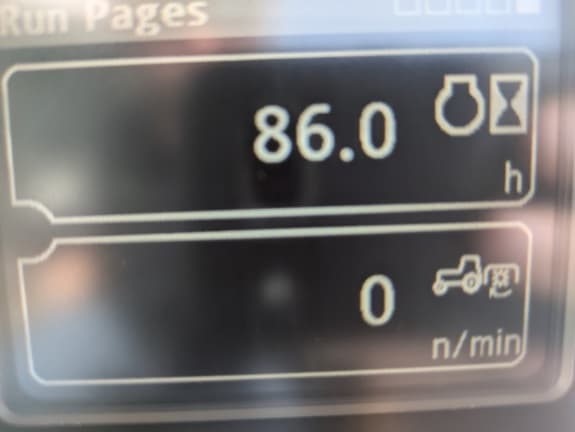 Run Pages
86.0
h
0
n/min